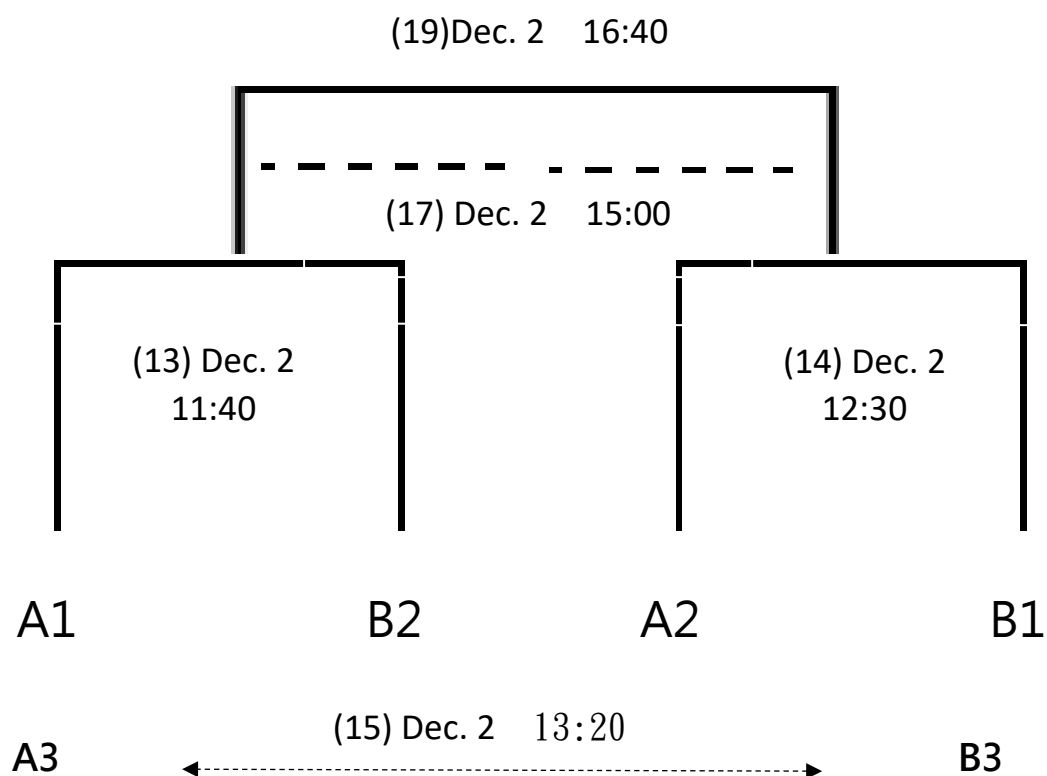 (19)Dec. 2 16:40
(17) Dec. 2 15:00
(13) Dec. 2
11:40
(14) Dec. 2
12:30
A1 B2 A2 B1
(15) Dec. 2 13:20
A3 B3